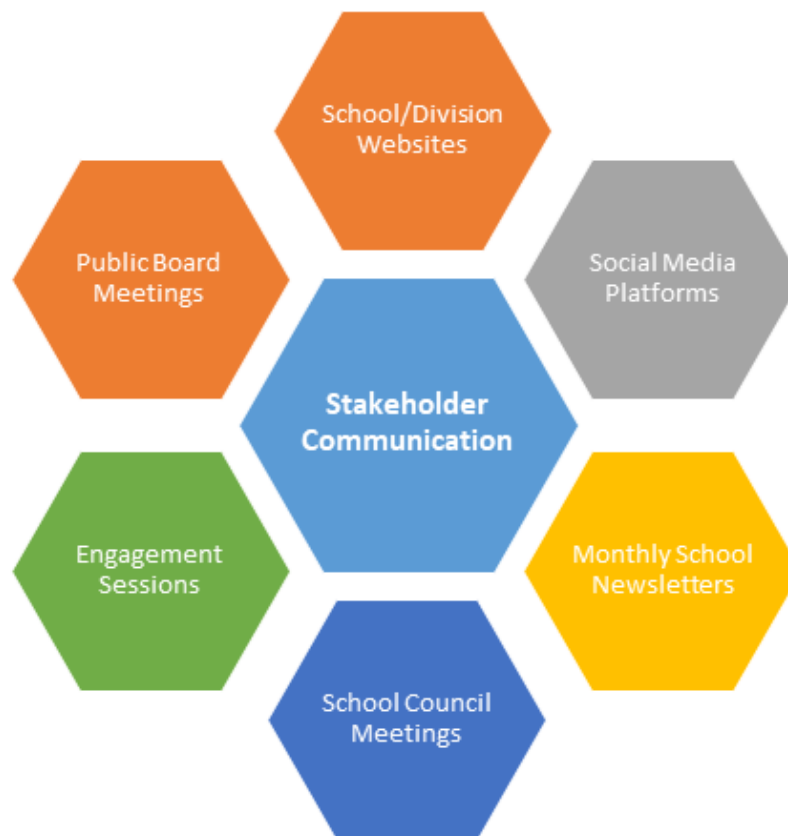 School/Division
Websites
Public Board
Meetings
Social Media
Platforms
Stakeholder
Communication
Engagement
Sessions
Monthly School
Newsletters
School Council
Meetings